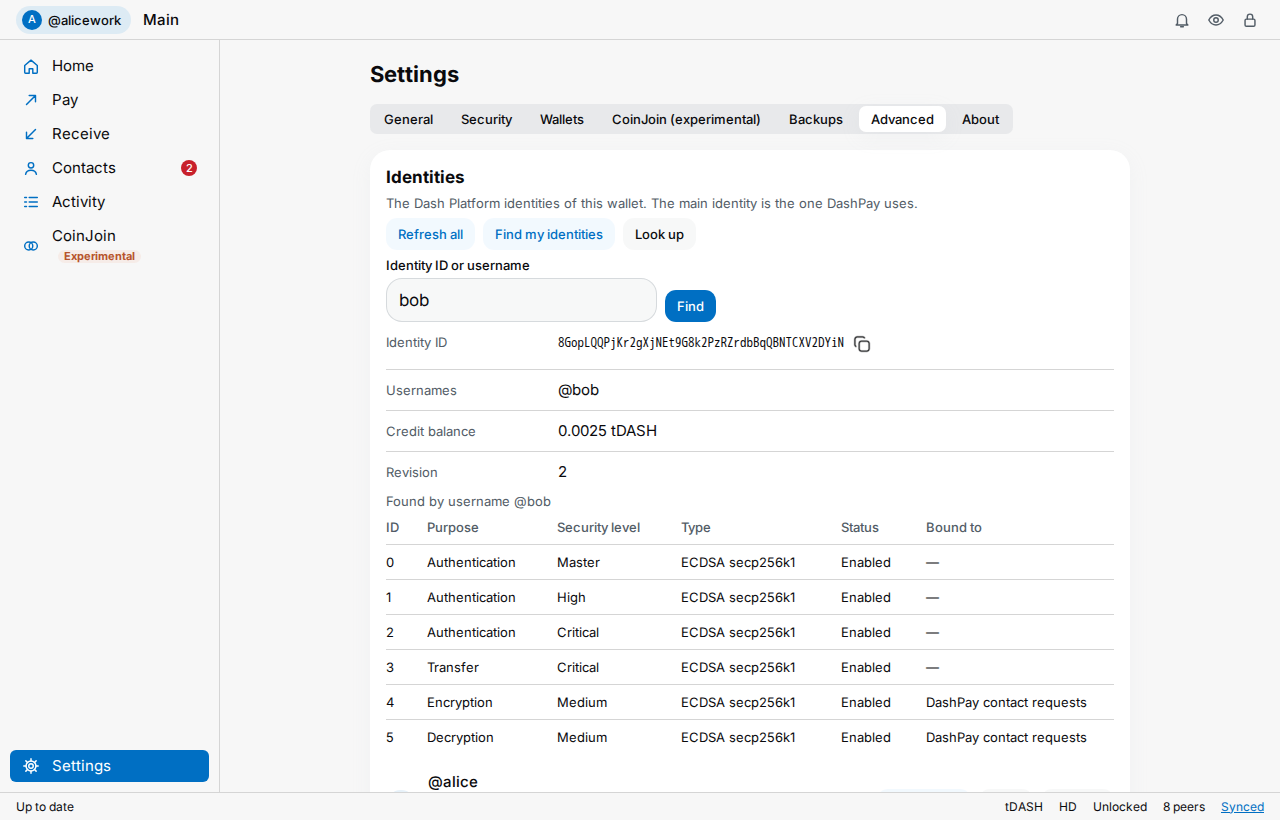 A @alicework Main
Home
Pay
Receive
Contacts 2
Activity
CoinJoin
Experimental
Settings
Settings
General Security Wallets CoinJoin (experimental) Backups Advanced About
Identities
The Dash Platform identities of this wallet. The main identity is the one DashPay uses.
Refresh all Find my identities Look up
Identity ID or username
bob Find
Identity ID 8GopLQQPjKr2gXjNEt9G8k2PzRZrdbBqQBNTCXV2DYiN
Usernames @bob
Credit balance 0.0025 tDASH
Revision 2
Found by username @bob
ID Purpose Security level Type Status Bound to
0 Authentication Master ECDSA secp256k1 Enabled —
1 Authentication High ECDSA secp256k1 Enabled —
2 Authentication Critical ECDSA secp256k1 Enabled —
3 Transfer Critical ECDSA secp256k1 Enabled —
4 Encryption Medium ECDSA secp256k1 Enabled DashPay contact requests
5 Decryption Medium ECDSA secp256k1 Enabled DashPay contact requests
@alice
Up to date tDASH HD Unlocked 8 peers Synced